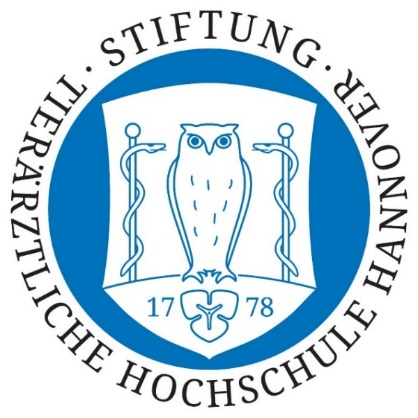 · STIFTUNG ·
TIERÄRZTLICHE HOCHSCHULE HANNOVER
17 78